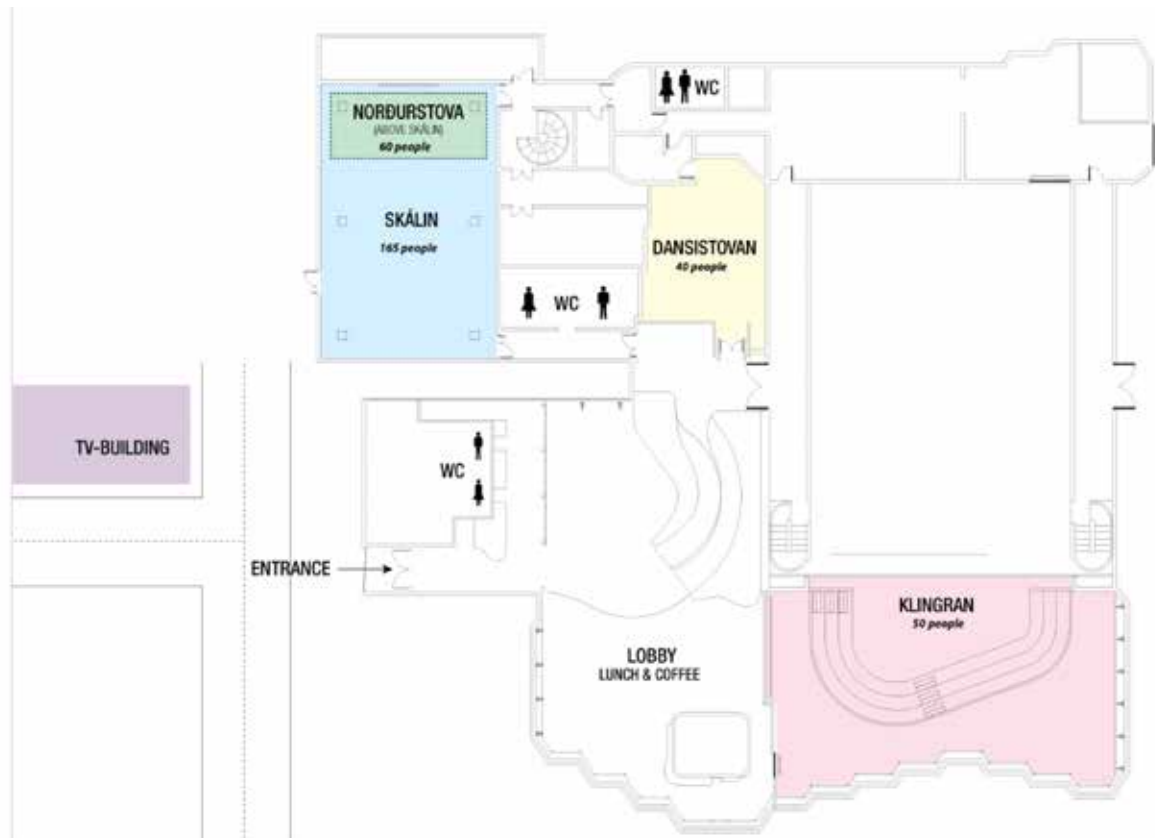 WC
NORÐURSTOVA
(ABOVE SKÁLIN)
60 people
SKÁLIN
165 people
DANSISTOVAN
40 people
WC
TV-BUILDING
WC
ENTRANCE
KLINGRAN
50 people
LOBBY
LUNCH & COFFEE